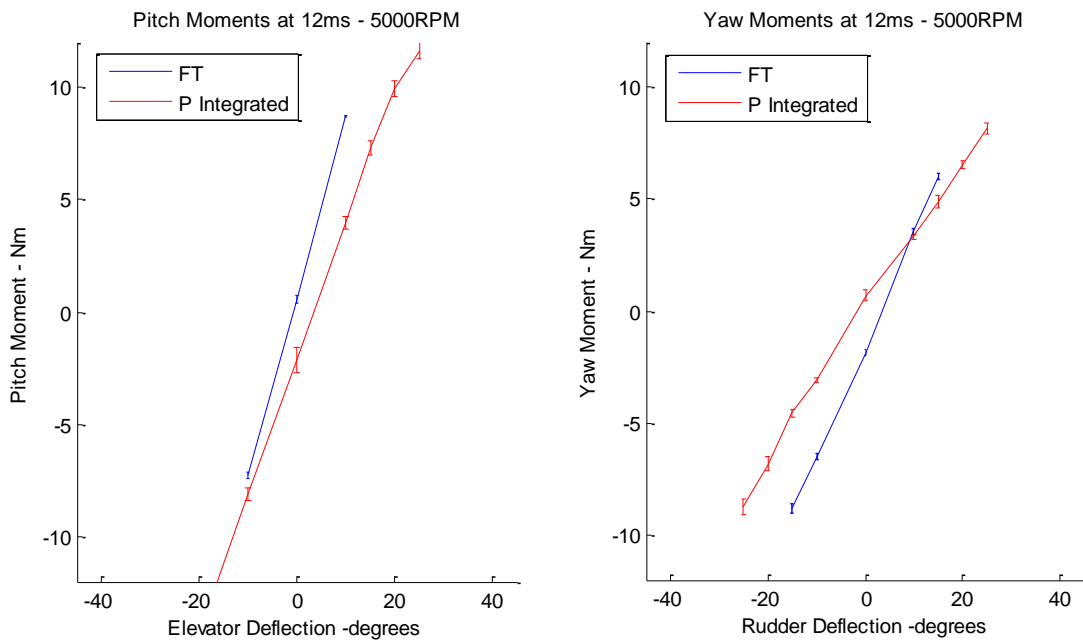 Pitch Moments at 12ms - 5000RPM
FT
P Integrated
10
5
0
-5
-10
Pitch Moment - Nm
-40
-20
0
20
40
Elevator Deflection -degrees
Yaw Moments at 12ms - 5000RPM
FT
P Integrated
10
5
0
-5
-10
Yaw Moment - Nm
-40
-20
0
20
40
Rudder Deflection -degrees